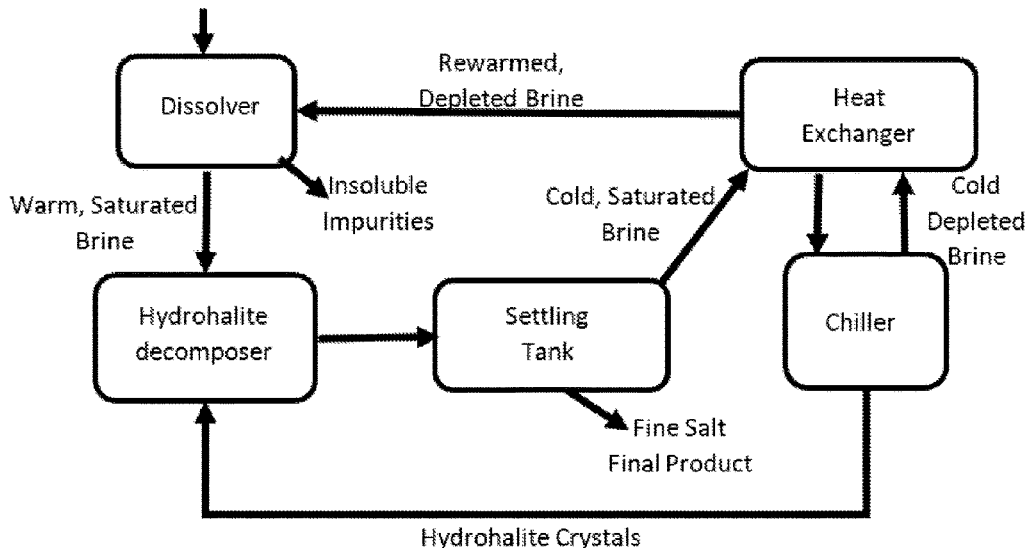 Rewarmed,
Depleted Brine
Dissolver
Heat
Exchanger
Insoluble
Impurities
Warm, Saturated
Brine
Cold, Saturated
Brine
Cold
Depleted
Brine
Hydrohalite
decomposer
Settling
Tank
Chiller
Fine Salt
Final Product
Hydrohalite Crystals